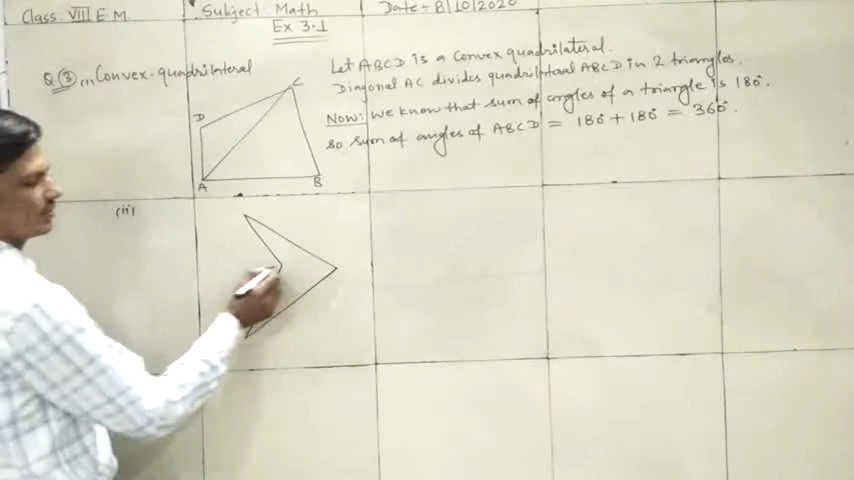 Class. VIII E M. Subject. Math Date- 8/10/2020
Ex 3.1
Q. ③ (i) Convex-quadrilateral
Let ABCD is a Convex quadrilateral.
Diagonal AC divides quadrilateral ABCD in 2 triangles.
Now: we know that sum of angles of a triangle is 180°.
so sum of angles of ABCD = 180° + 180° = 360°.
C
D
A B
(ii)